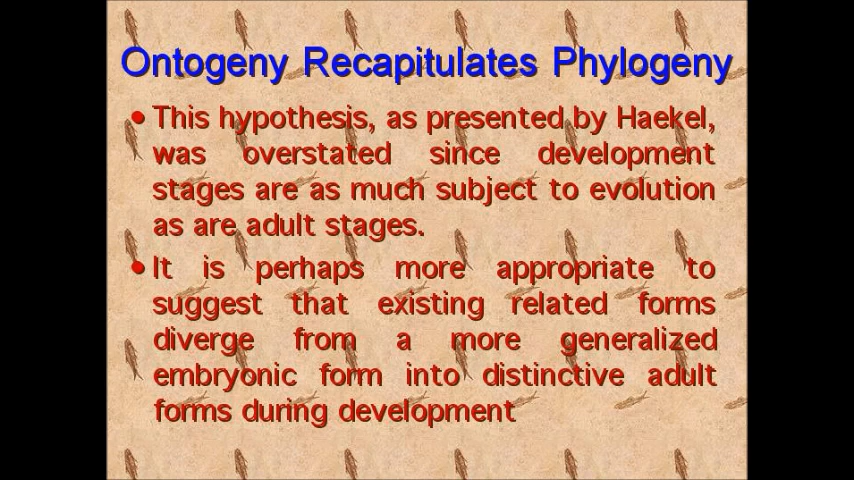 Ontogeny Recapitulates Phylogeny
• This hypothesis, as presented by Haekel,
was overstated since development
stages are as much subject to evolution
as are adult stages.
• It is perhaps more appropriate to
suggest that existing related forms
diverge from a more generalized
embryonic form into distinctive adult
forms during development